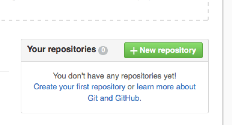 Your repositories 0
+ New repository
You don't have any repositories yet!
Create your first repository or learn more about
Git and GitHub.